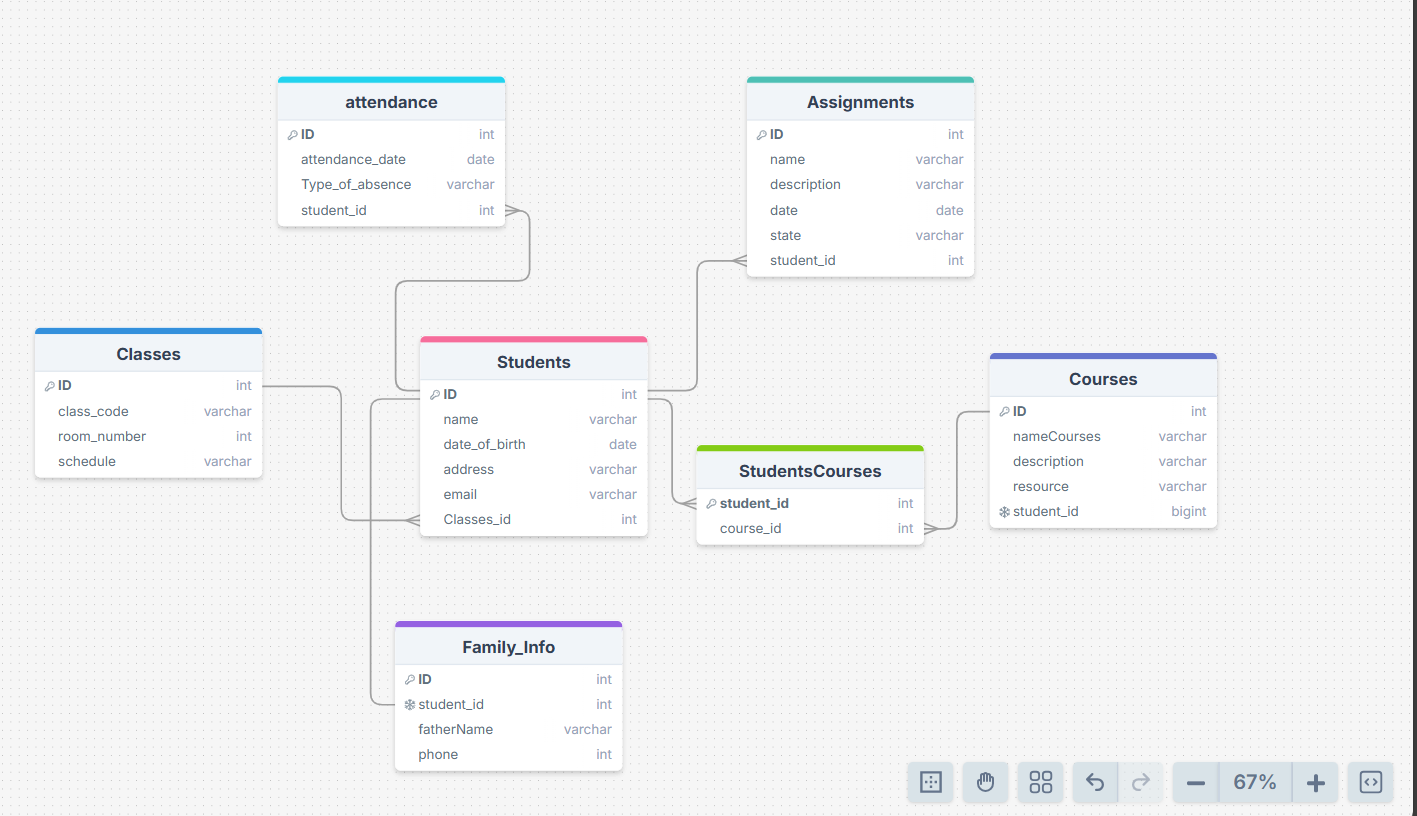 attendance
ID int
attendance_date date
Type_of_absence varchar
student_id int
Assignments
ID int
name varchar
description varchar
date date
state varchar
student_id int
Classes
ID int
class_code varchar
room_number int
schedule varchar
Students
ID int
name varchar
date_of_birth date
address varchar
email varchar
Classes_id int
StudentsCourses
student_id int
course_id int
Courses
ID int
nameCourses varchar
description varchar
resource varchar
student_id bigint
Family_Info
ID int
student_id int
fatherName varchar
phone int
67%